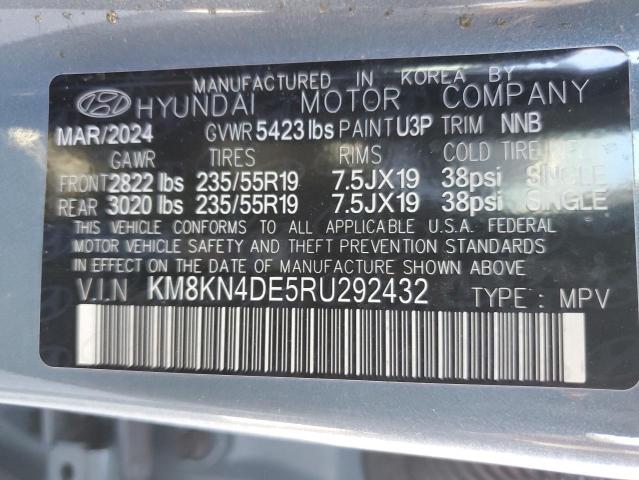 MANUFACTURED IN KOREA BY
HYUNDAI MOTOR COMPANY
MAR/2024 GVWR 5423 lbs PAINT U3P TRIM NNB
GAWR TIRES RIMS COLD TIRE
FRONT 2822 lbs 235/55R19 7.5JX19 38psi SINGLE
REAR 3020 lbs 235/55R19 7.5JX19 38psi SINGLE
THIS VEHICLE CONFORMS TO ALL APPLICABLE U.S.A. FEDERAL
MOTOR VEHICLE SAFETY AND THEFT PREVENTION STANDARDS
IN EFFECT ON THE DATE OF MANUFACTURE SHOWN ABOVE
V.I.N KM8KN4DE5RU292432 TYPE : MPV